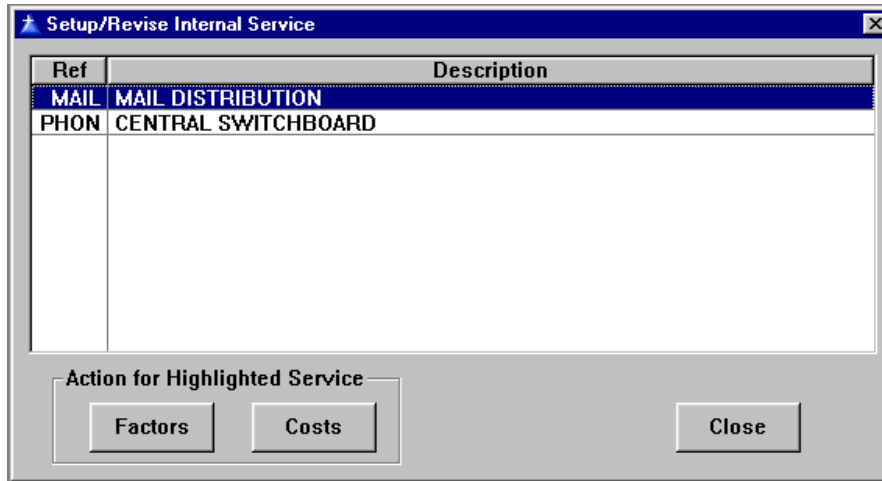 Setup/Revise Internal Service
Ref Description
MAIL MAIL DISTRIBUTION
PHON CENTRAL SWITCHBOARD
Action for Highlighted Service
Factors Costs Close